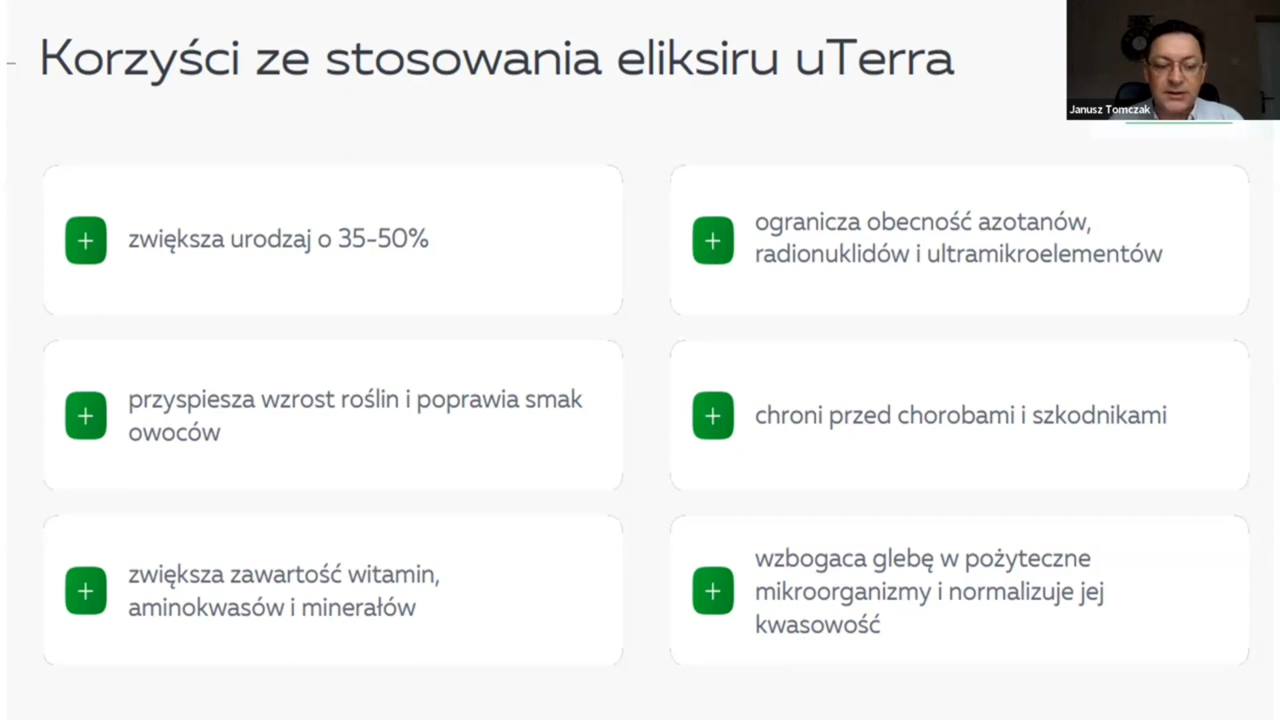 Korzyści ze stosowania eliksiru uTerra
Janusz Tomczak
zwiększa urodzaj o 35-50%
ogranicza obecność azotanów,
radionuklidów i ultramikroelementów
przyspiesza wzrost roślin i poprawia smak
owoców
chroni przed chorobami i szkodnikami
zwiększa zawartość witamin,
aminokwasów i minerałów
wzbogaca glebę w pożyteczne
mikroorganizmy i normalizuje jej
kwasowość